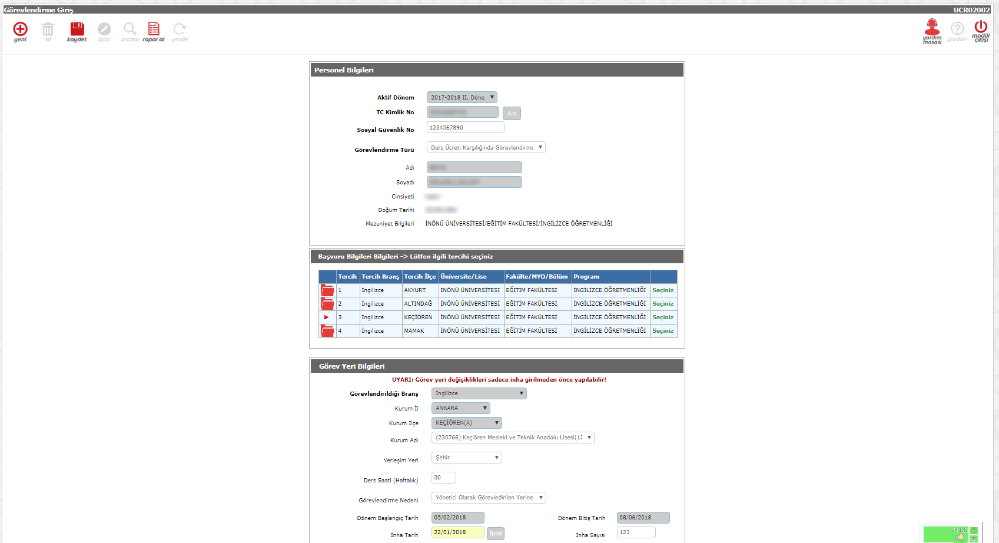 Görevlendirme Giriş UCR02002
yeni sil kaydet iptal arama rapor al yenile yardım masası yardım modül çıkışı
Personel Bilgileri
Aktif Dönem 2017-2018 II. Döne
TC Kimlik No Ara
Sosyal Güvenlik No 1234567890
Görevlendirme Türü Ders Ücreti Karşılığında Görevlendirme
Adı
Soyadı
Cinsiyeti
Doğum Tarihi
Mezuniyet Bilgileri İNÖNÜ ÜNİVERSİTESİ/EĞİTİM FAKÜLTESİ/İNGİLİZCE ÖĞRETMENLİĞİ
Başvuru Bilgileri Bilgileri -> Lütfen ilgili tercihi seçiniz
Tercih Tercih Branş Tercih İlçe Üniversite/Lise Fakülte/MYO/Bölüm Program
1 İngilizce AKYURT İNÖNÜ ÜNİVERSİTESİ EĞİTİM FAKÜLTESİ İNGİLİZCE ÖĞRETMENLİĞİ Seçiniz
2 İngilizce ALTINDAĞ İNÖNÜ ÜNİVERSİTESİ EĞİTİM FAKÜLTESİ İNGİLİZCE ÖĞRETMENLİĞİ Seçiniz
3 İngilizce KEÇİÖREN İNÖNÜ ÜNİVERSİTESİ EĞİTİM FAKÜLTESİ İNGİLİZCE ÖĞRETMENLİĞİ Seçiniz
4 İngilizce MAMAK İNÖNÜ ÜNİVERSİTESİ EĞİTİM FAKÜLTESİ İNGİLİZCE ÖĞRETMENLİĞİ Seçiniz
Görev Yeri Bilgileri
UYARI: Görev yeri değişiklikleri sadece inha girilmeden önce yapılabilir!
Görevlendirildiği Branş İngilizce
Kurum İl ANKARA
Kurum İlçe KEÇİÖREN(A)
Kurum Adı (230766) Keçiören Mesleki ve Teknik Anadolu Lisesi(12
Yerleşim Yeri Şehir
Ders Saati (Haftalık) 30
Görevlendirme Nedeni Yönetici Olarak Görevledirilen Yerine
Dönem Başlangıç Tarih 05/02/2018 Dönem Bitiş Tarih 08/06/2018
İnha Tarih 22/01/2018 İptal İnha Sayısı 123
5 KB/s